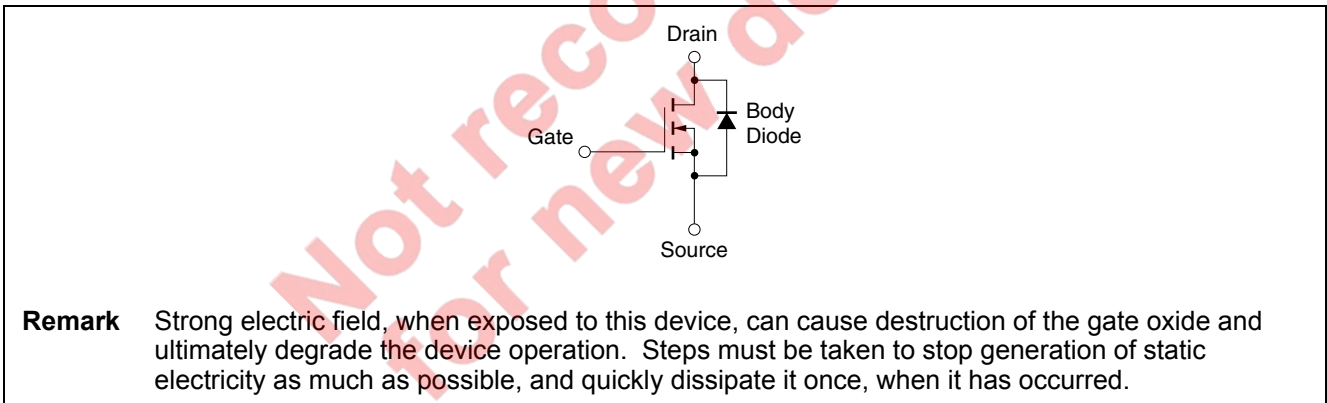 Drain
Body
Diode
Gate
Source
Remark Strong electric field, when exposed to this device, can cause destruction of the gate oxide and
ultimately degrade the device operation. Steps must be taken to stop generation of static
electricity as much as possible, and quickly dissipate it once, when it has occurred.
Not reco
for new de